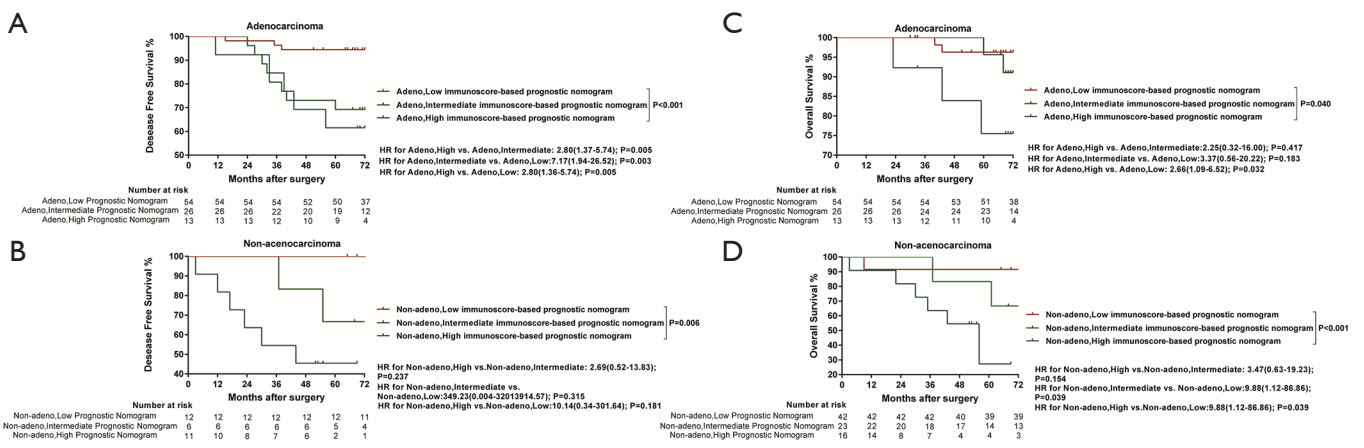 A
Adenocarcinoma
Desease Free Survival %
100
90
80
70
60
50
0 12 24 36 48 60 72
Months after surgery
Adeno,Low immunoscore-based prognostic nomogram
Adeno,Intermediate immunoscore-based prognostic nomogram
Adeno,High immunoscore-based prognostic nomogram
P<0.001
HR for Adeno,High vs. Adeno,Intermediate: 2.80(1.37-5.74); P=0.005
HR for Adeno,Intermediate vs. Adeno,Low:7.17(1.94-26.52); P=0.003
HR for Adeno,High vs. Adeno,Low: 2.80(1.36-5.74); P=0.005
Number at risk
Adeno,Low Prognostic Nomogram 54 54 54 54 52 50 37
Adeno,Intermediate Prognostic Nomogram 26 26 26 22 20 19 12
Adeno,High Prognostic Nomogram 13 13 13 12 10 9 4
C
Adenocarcinoma
Overall Survival %
100
95
90
85
80
75
70
0 12 24 36 48 60 72
Months after surgery
Adeno,Low immunoscore-based prognostic nomogram
Adeno,Intermediate immunoscore-based prognostic nomogram
Adeno,High immunoscore-based prognostic nomogram
P=0.040
HR for Adeno,High vs. Adeno,Intermediate:2.25(0.32-16.00); P=0.417
HR for Adeno,Intermediate vs. Adeno,Low:3.37(0.56-20.22); P=0.183
HR for Adeno,High vs. Adeno,Low: 2.66(1.09-6.52); P=0.032
Number at risk
Adeno,Low Prognostic Nomogram 54 54 54 54 53 51 38
Adeno,Intermediate Prognostic Nomogram 26 26 26 24 24 23 14
Adeno,High Prognostic Nomogram 13 13 13 12 11 10 4
B
Non-acenocarcinoma
Desease Free Survival %
100
90
80
70
60
50
40
0 12 24 36 48 60 72
Months after surgery
Non-adeno,Low immunoscore-based prognostic nomogram
Non-adeno,Intermediate immunoscore-based prognostic nomogram
Non-adeno,High immunoscore-based prognostic nomogram
P=0.006
HR for Non-adeno,High vs.Non-adeno,Intermediate: 2.69(0.52-13.83);
P=0.237
HR for Non-adeno,Intermediate vs.
Non-adeno,Low:349.23(0.004-32013914.57); P=0.315
HR for Non-adeno,High vs.Non-adeno,Low:10.14(0.34-301.64); P=0.181
Number at risk
Non-adeno,Low Prognostic Nomogram 12 12 12 12 12 12 11
Non-adeno,Intermediate Prognostic Nomogram 6 6 6 6 6 5 4
Non-adeno,High Prognostic Nomogram 11 10 8 7 6 2 1
D
Non-acenocarcinoma
Overall Survival %
100
90
80
70
60
50
40
30
20
0 12 24 36 48 60 72
Months after surgery
Non-adeno,Low immunoscore-based prognostic nomogram
Non-adeno,Intermediate immunoscore-based prognostic nomogram
Non-adeno,High immunoscore-based prognostic nomogram
P<0.001
HR for Non-adeno,High vs.Non-adeno,Intermediate: 3.47(0.63-19.23);
P=0.154
HR for Non-adeno,Intermediate vs. Non-adeno,Low:9.88(1.12-86.86);
P=0.039
HR for Non-adeno,High vs.Non-adeno,Low:9.88(1.12-86.86); P=0.039
Number at risk
Non-adeno,Low Prognostic Nomogram 42 42 42 42 40 39 39
Non-adeno,Intermediate Prognostic Nomogram 23 22 20 18 17 14 13
Non-adeno,High Prognostic Nomogram 16 14 8 7 4 4 3